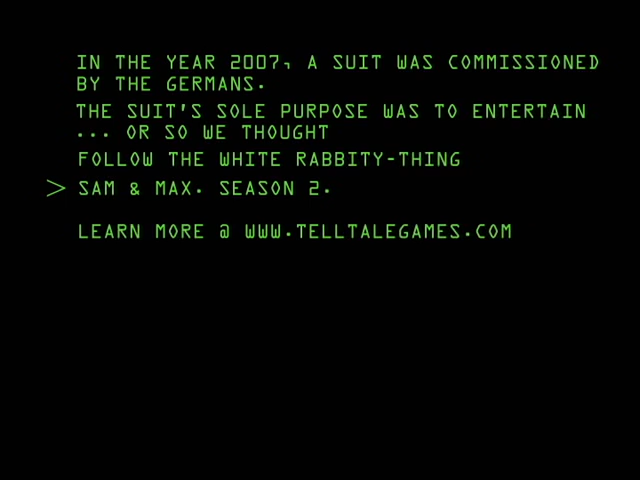 IN THE YEAR 2007, A SUIT WAS COMMISSIONED
BY THE GERMANS.
THE SUIT'S SOLE PURPOSE WAS TO ENTERTAIN
... OR SO WE THOUGHT
FOLLOW THE WHITE RABBITY-THING
> SAM & MAX. SEASON 2.
LEARN MORE @ WWW.TELLTALEGAMES.COM